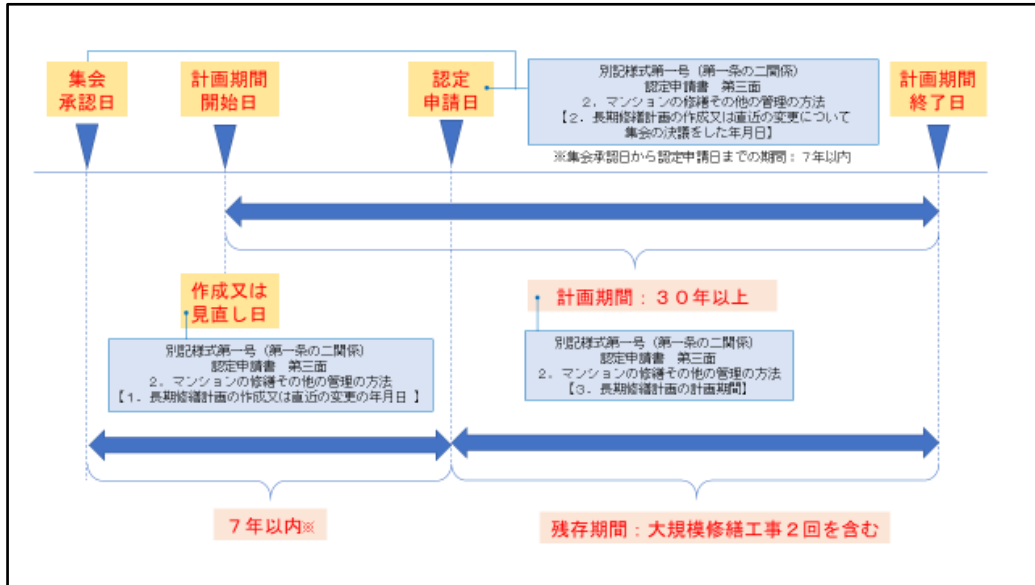 集会
承認日
計画期間
開始日
認定
申請日
別記様式第一号（第一条の二関係）
認定申請書　第三面
２．マンションの修繕その他の管理の方法
【２．長期修繕計画の作成又は直近の変更について
集会の決議をした年月日】
計画期間
終了日
※集会承認日から認定申請日までの期間：７年以内
作成又は
見直し日
計画期間：３０年以上
別記様式第一号（第一条の二関係）
認定申請書　第三面
２．マンションの修繕その他の管理の方法
【１．長期修繕計画の作成又は直近の変更の年月日 】
別記様式第一号（第一条の二関係）
認定申請書　第三面
２．マンションの修繕その他の管理の方法
【３．長期修繕計画の計画期間】
７年以内※
残存期間：大規模修繕工事２回を含む